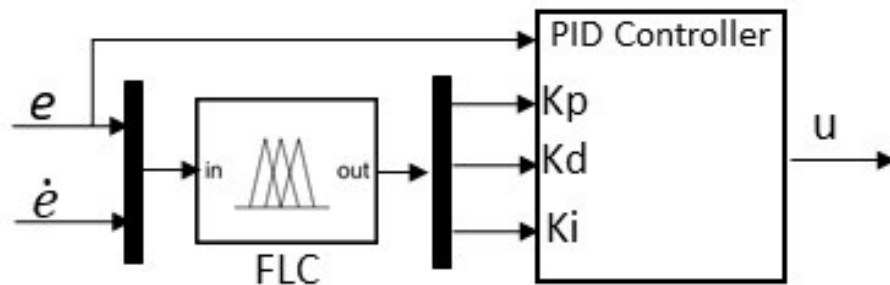 PID Controller
e
Kp
u
in
out
Kd
ė
Ki
FLC